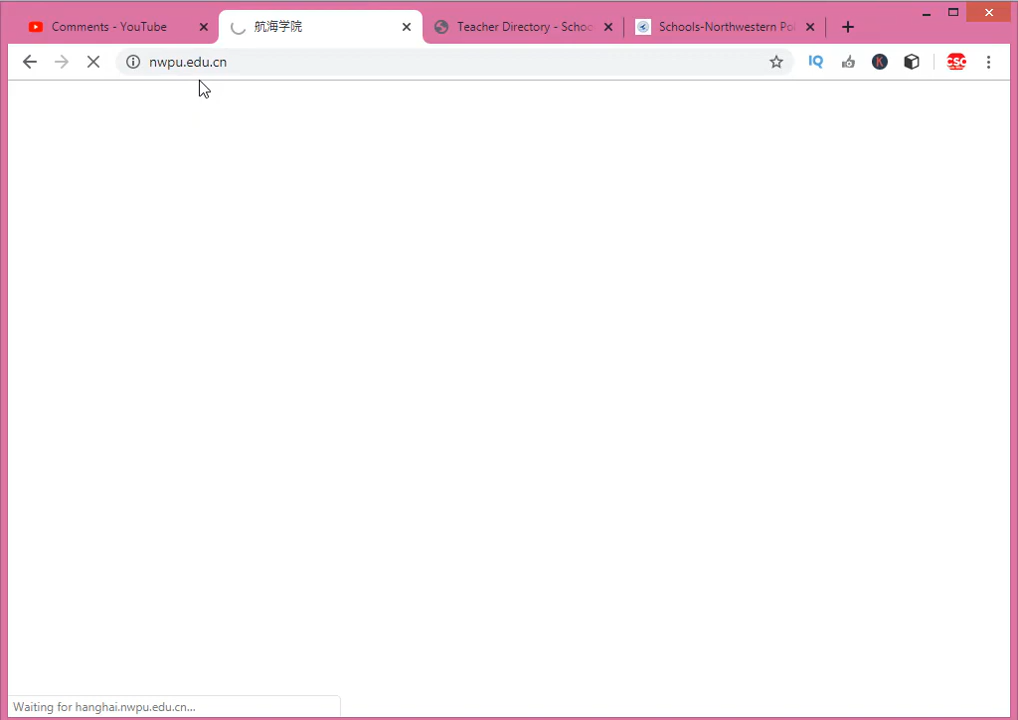 Comments - YouTube
航海学院
Teacher Directory - Schoo
Schools-Northwestern Pol
nwpu.edu.cn
IQ
K
CSC
Waiting for hanghai.nwpu.edu.cn...